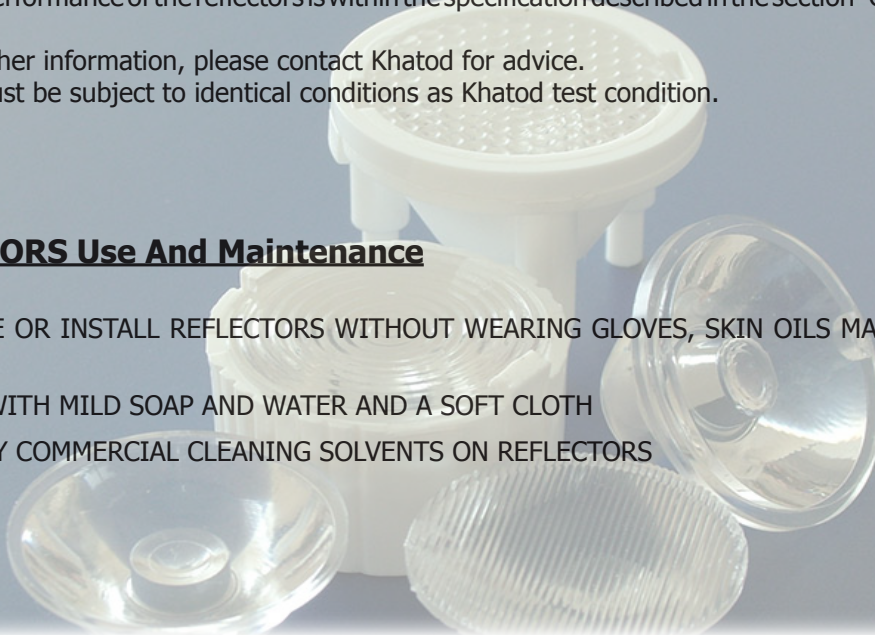 erformance of the reflectors is within the specification described in the section
her information, please contact Khatod for advice.
ust be subject to identical conditions as Khatod test condition.
ORS Use And Maintenance
E OR INSTALL REFLECTORS WITHOUT WEARING GLOVES, SKIN OILS MA
WITH MILD SOAP AND WATER AND A SOFT CLOTH
Y COMMERCIAL CLEANING SOLVENTS ON REFLECTORS